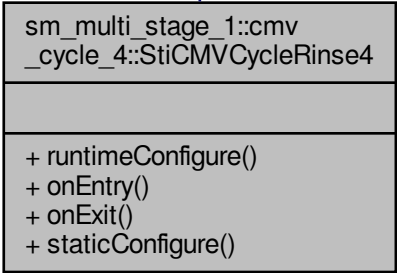 sm_multi_stage_1::cmv
_cycle_4::StiCMVCycleRinse4
+ runtimeConfigure()
+ onEntry()
+ onExit()
+ staticConfigure()